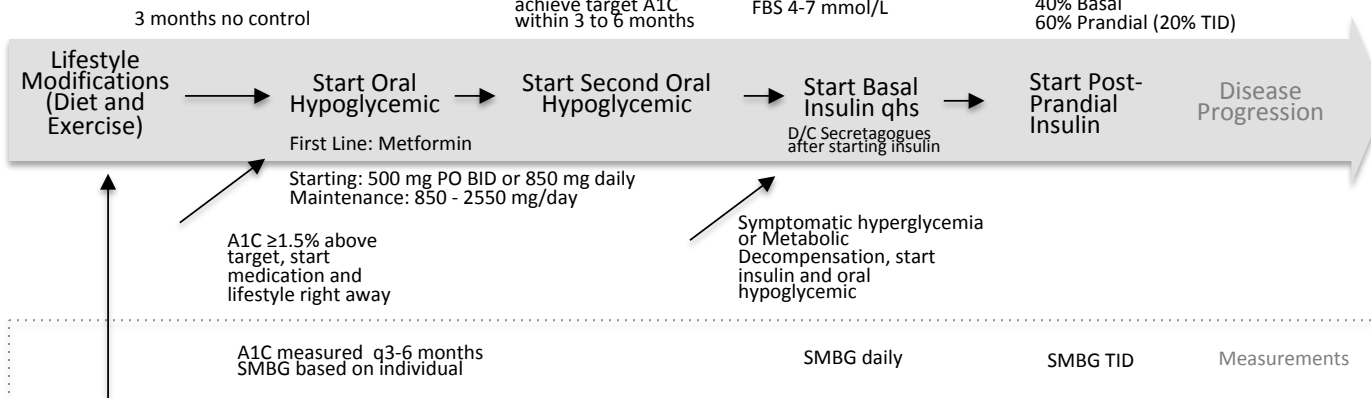 3 months no control
achieve target A1C
within 3 to 6 months
FBS 4-7 mmol/L
40% Basal
60% Prandial (20% TID)
Lifestyle
Modifications
(Diet and
Exercise)
Start Oral
Hypoglycemic
First Line: Metformin
Starting: 500 mg PO BID or 850 mg daily
Maintenance: 850 - 2550 mg/day
Start Second Oral
Hypoglycemic
Start Basal
Insulin qhs
D/C Secretagogues
after starting insulin
Start Post-
Prandial
Insulin
Disease
Progression
A1C ≥1.5% above
target, start
medication and
lifestyle right away
Symptomatic hyperglycemia
or Metabolic
Decompensation, start
insulin and oral
hypoglycemic
A1C measured q3-6 months
SMBG based on individual
SMBG daily
SMBG TID
Measurements